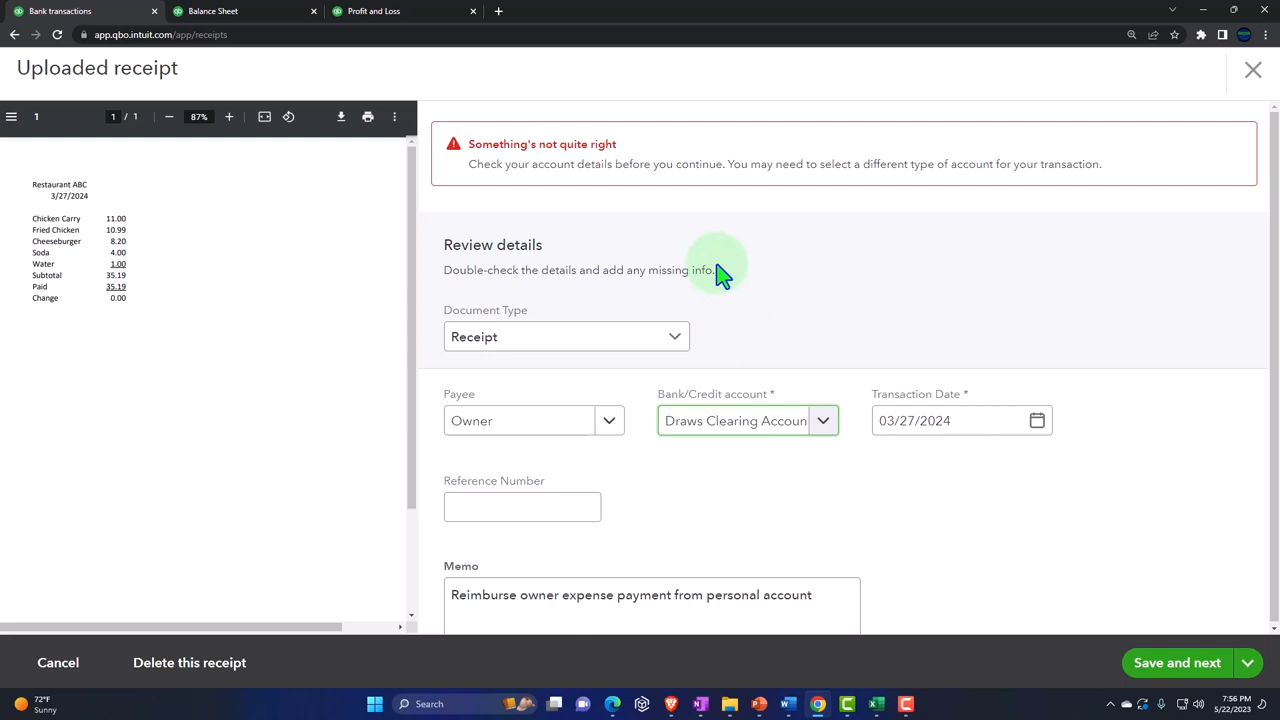 Bank transactions
Balance Sheet
Profit and Loss
app.qbo.intuit.com/app/receipts
Uploaded receipt
1
1 / 1
87%
Restaurant ABC
3/27/2024
Chicken Carry 11.00
Fried Chicken 10.99
Cheeseburger 8.20
Soda 4.00
Water 1.00
Subtotal 35.19
Paid 35.19
Change 0.00
Something's not quite right
Check your account details before you continue. You may need to select a different type of account for your transaction.
Review details
Double-check the details and add any missing info.
Document Type
Receipt
Payee Bank/Credit account * Transaction Date *
Owner Draws Clearing Accoun 03/27/2024
Reference Number
Memo
Reimburse owner expense payment from personal account
Cancel Delete this receipt Save and next
72°F
Sunny
Search
7:56 PM
5/22/2023